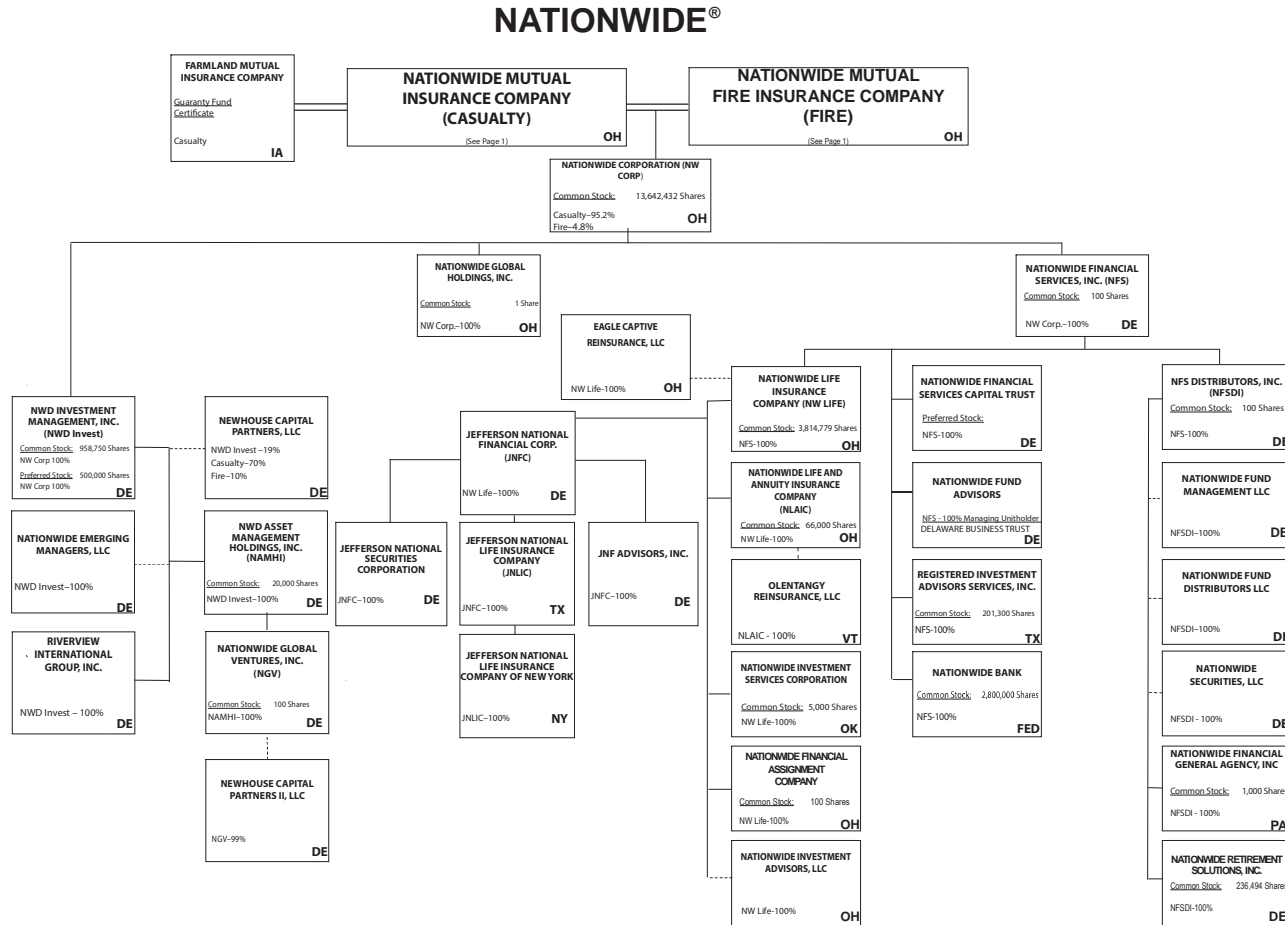 NATIONWIDE®
FARMLAND MUTUAL
INSURANCE COMPANY
Guaranty Fund
Certificate
Casualty
IA
NATIONWIDE MUTUAL
INSURANCE COMPANY
(CASUALTY)
(See Page 1)
OH
NATIONWIDE MUTUAL
FIRE INSURANCE COMPANY
(FIRE)
(See Page 1)
OH
NATIONWIDE CORPORATION (NW
CORP)
Common Stock: 13,642,432 Shares
Casualty–95.2%
Fire–4.8%
OH
NATIONWIDE GLOBAL
HOLDINGS, INC.
Common Stock: 1 Share
NW Corp.–100% OH
NATIONWIDE FINANCIAL
SERVICES, INC. (NFS)
Common Stock: 100 Shares
NW Corp.–100% DE
EAGLE CAPTIVE
REINSURANCE, LLC
NW Life-100% OH
NWD INVESTMENT
MANAGEMENT, INC.
(NWD Invest)
Common Stock: 958,750 Shares
NW Corp 100%
Preferred Stock: 500,000 Shares
NW Corp 100%
DE
NEWHOUSE CAPITAL
PARTNERS, LLC
NWD Invest –19%
Casualty–70%
Fire–10%
DE
JEFFERSON NATIONAL
FINANCIAL CORP.
(JNFC)
NW Life–100% DE
NATIONWIDE LIFE
INSURANCE
COMPANY (NW LIFE)
Common Stock: 3,814,779 Shares
NFS-100% OH
NATIONWIDE FINANCIAL
SERVICES CAPITAL TRUST
Preferred Stock:
NFS-100%
DE
NFS DISTRIBUTORS, INC.
(NFSDI)
Common Stock: 100 Shares
NFS-100%
DE
NATIONWIDE EMERGING
MANAGERS, LLC
NWD Invest–100%
DE
NWD ASSET
MANAGEMENT
HOLDINGS, INC.
(NAMHI)
Common Stock: 20,000 Shares
NWD Invest–100% DE
JEFFERSON NATIONAL
SECURITIES
CORPORATION
JNFC–100% DE
JEFFERSON NATIONAL
LIFE INSURANCE
COMPANY
(JNLIC)
JNFC–100% TX
JNF ADVISORS, INC.
JNFC–100% DE
NATIONWIDE LIFE AND
ANNUITY INSURANCE
COMPANY
(NLAIC)
Common Stock: 66,000 Shares
NW Life-100% OH
NATIONWIDE FUND
ADVISORS
NFS - 100% Managing Unitholder
DELAWARE BUSINESS TRUST
DE
NATIONWIDE FUND
MANAGEMENT LLC
NFSDI–100% DE
OLENTANGY
REINSURANCE, LLC
NLAIC - 100% VT
REGISTERED INVESTMENT
ADVISORS SERVICES, INC.
Common Stock: 201,300 Shares
NFS-100%
TX
NATIONWIDE FUND
DISTRIBUTORS LLC
NFSDI–100%
DE
RIVERVIEW
INTERNATIONAL
GROUP, INC.
NWD Invest – 100%
DE
NATIONWIDE GLOBAL
VENTURES, INC.
(NGV)
Common Stock: 100 Shares
NAMHI–100% DE
JEFFERSON NATIONAL
LIFE INSURANCE
COMPANY OF NEW YORK
JNLIC–100% NY
NATIONWIDE INVESTMENT
SERVICES CORPORATION
Common Stock: 5,000 Shares
NW Life-100%
OK
NATIONWIDE BANK
Common Stock: 2,800,000 Shares
NFS-100%
FED
NATIONWIDE
SECURITIES, LLC
NFSDI - 100% DE
NEWHOUSE CAPITAL
PARTNERS II, LLC
NGV–99%
DE
NATIONWIDE FINANCIAL
ASSIGNMENT
COMPANY
Common Stock: 100 Shares
NW Life-100% OH
NATIONWIDE FINANCIAL
GENERAL AGENCY, INC
Common Stock: 1,000 Shares
NFSDI - 100%
PA
NATIONWIDE INVESTMENT
ADVISORS, LLC
NW Life-100% OH
NATIONWIDE RETIREMENT
SOLUTIONS, INC.
Common Stock: 236,494 Shares
NFSDI-100%
DE